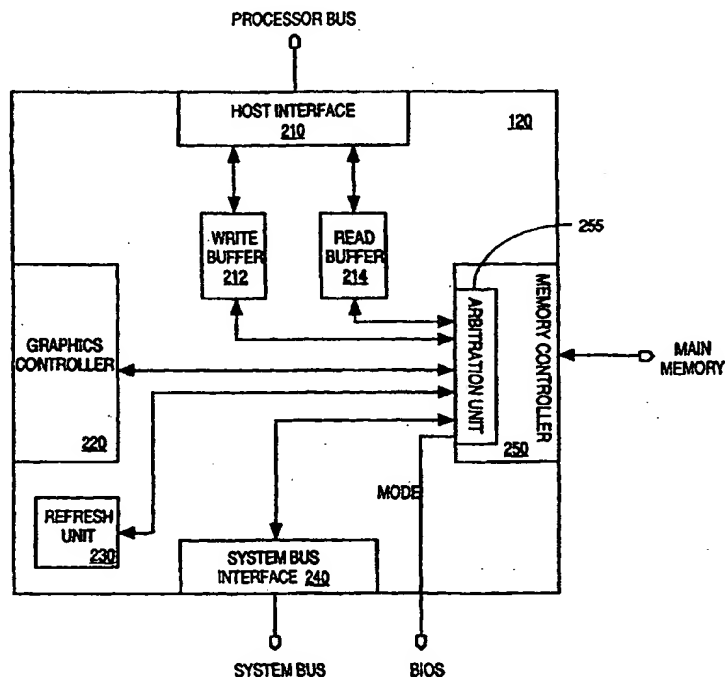 PROCESSOR BUS
HOST INTERFACE
210
120
WRITE
BUFFER
212
READ
BUFFER
214
255
GRAPHICS
CONTROLLER
220
ARBITRATION UNIT
MEMORY CONTROLLER
250
MAIN
MEMORY
MODE
REFRESH
UNIT
230
SYSTEM BUS
INTERFACE 240
SYSTEM BUS
BIOS